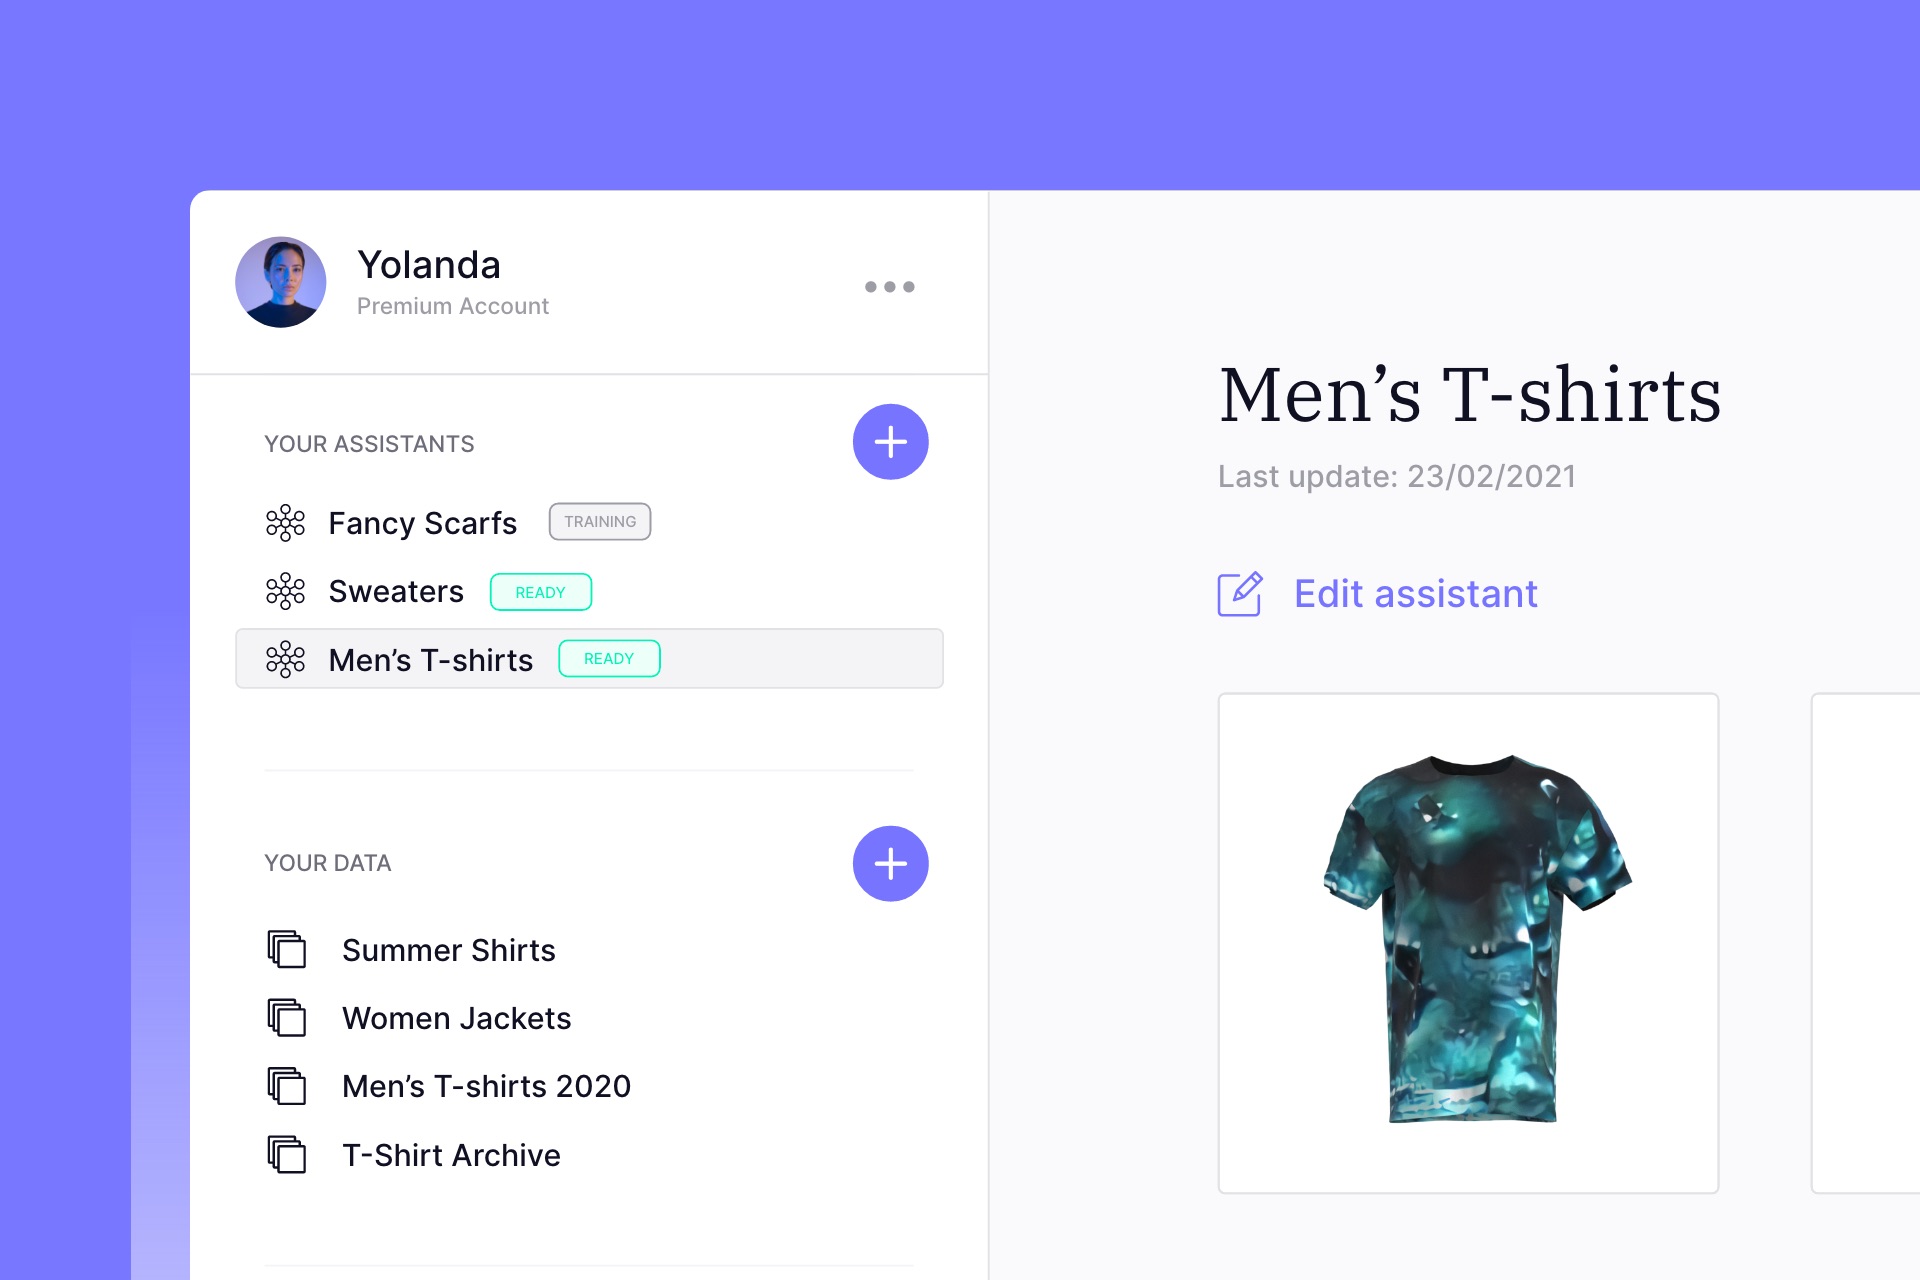 Yolanda
Premium Account
YOUR ASSISTANTS
Fancy Scarfs TRAINING
Sweaters READY
Men’s T-shirts READY
YOUR DATA
Summer Shirts
Women Jackets
Men’s T-shirts 2020
T-Shirt Archive
Men’s T-shirts
Last update: 23/02/2021
Edit assistant